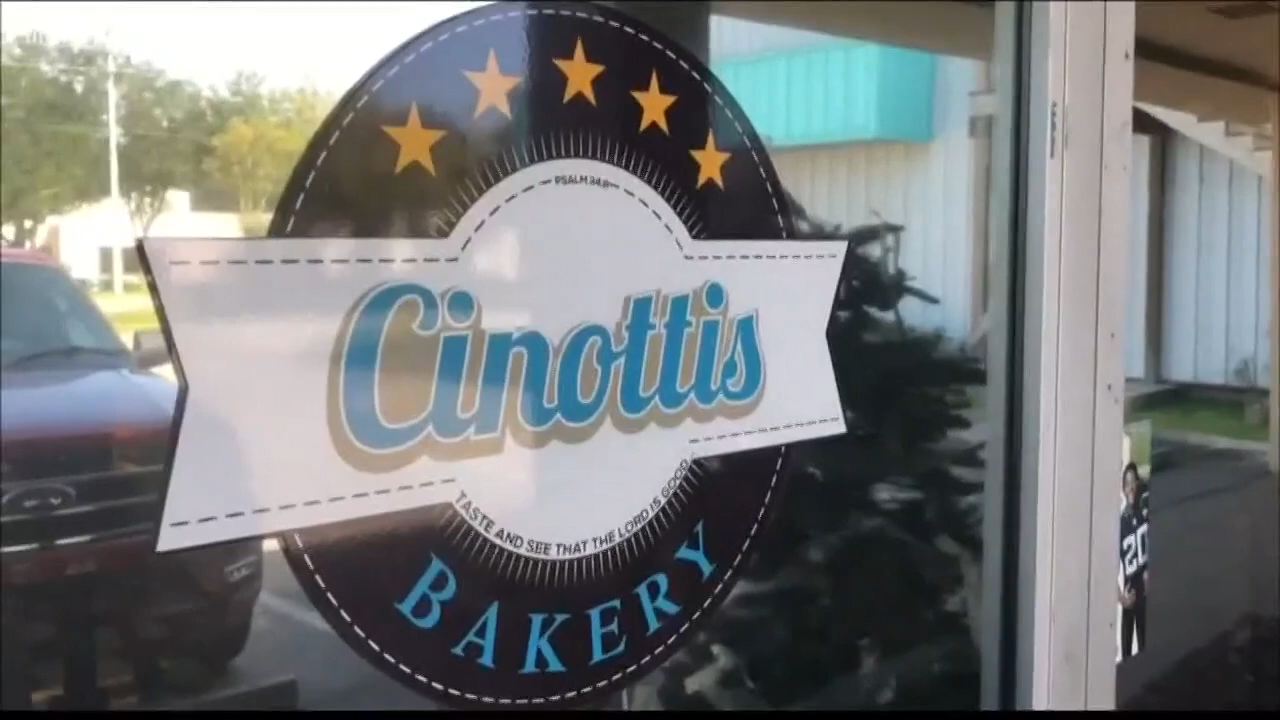 PSALM 34:8
Cinottis
TASTE AND SEE THAT THE LORD IS GOOD
BAKERY
20